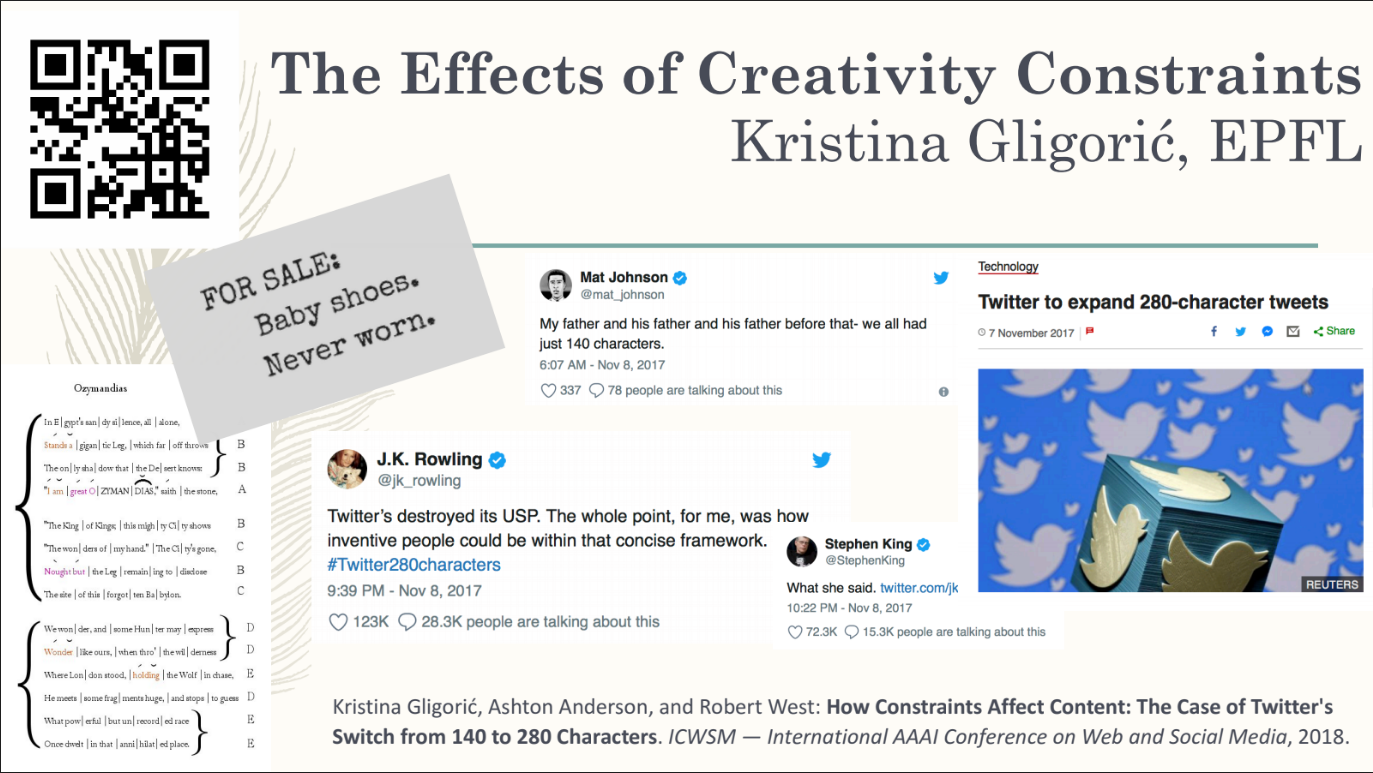 The Effects of Creativity Constraints
Kristina Gligorić, EPFL
FOR SALE:
Baby shoes.
Never worn.
Mat Johnson
@mat_johnson
My father and his father and his father before that- we all had
just 140 characters.
6:07 AM - Nov 8, 2017
337 78 people are talking about this
Technology
Twitter to expand 280-character tweets
7 November 2017
Share
REUTERS
J.K. Rowling
@jk_rowling
Twitter's destroyed its USP. The whole point, for me, was how
inventive people could be within that concise framework.
#Twitter280characters
9:39 PM - Nov 8, 2017
123K 28.3K people are talking about this
Stephen King
@StephenKing
What she said. twitter.com/jk
10:22 PM - Nov 8, 2017
72.3K 15.3K people are talking about this
Ozymandias
In E|gypt's san|dy si|lence, all|alone,
Stands a|gigan|tic Leg,|which far|off throws B
The on|ly sha|dow that|the De|sert knows: B
"I am|great O|ZYMAN|DIAS,"saith|the stone, A
"The King|of Kings;|this migh|ty Ci|ty shows B
"The won|ders of|my hand."|The Ci|ty's gone, C
Nought but|the Leg|remain|ing to|disclose B
The site|of this|forgot|ten Ba|bylon. C
We won|der, and|some Hun|ter may|express D
Wonder|like ours,|when thro'|the wil|derness D
Where Lon|don stood,|holding|the Wolf|in chase, E
He meets|some frag|ments huge,|and stops|to guess D
What pow|erful|but un|record|ed race E
Once dwelt|in that|anni|hilat|ed place. E
Kristina Gligorić, Ashton Anderson, and Robert West: How Constraints Affect Content: The Case of Twitter's
Switch from 140 to 280 Characters. ICWSM — International AAAI Conference on Web and Social Media, 2018.